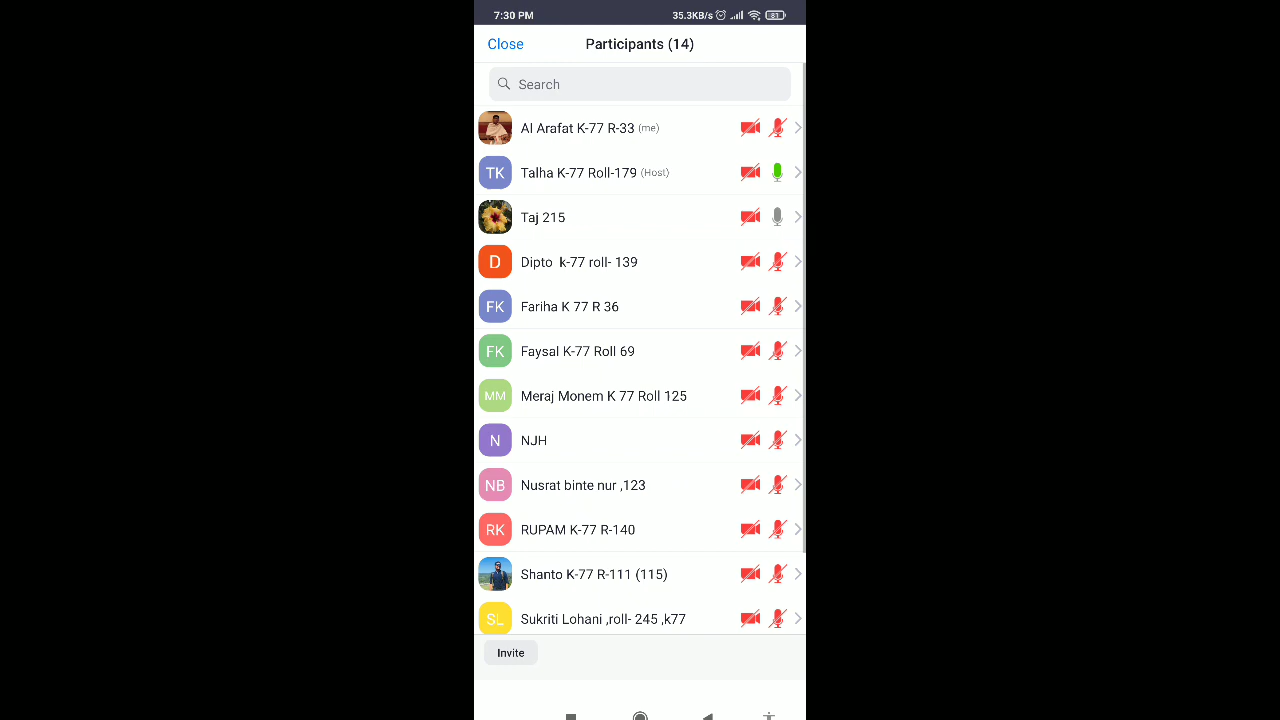 7:30 PM 35.3KB/s 81
Close Participants (14)
Search
Al Arafat K-77 R-33 (me)
TK Talha K-77 Roll-179 (Host)
Taj 215
D Dipto k-77 roll- 139
FK Fariha K 77 R 36
FK Faysal K-77 Roll 69
MM Meraj Monem K 77 Roll 125
N NJH
NB Nusrat binte nur ,123
RK RUPAM K-77 R-140
Shanto K-77 R-111 (115)
SL Sukriti Lohani ,roll- 245 ,k77
Invite